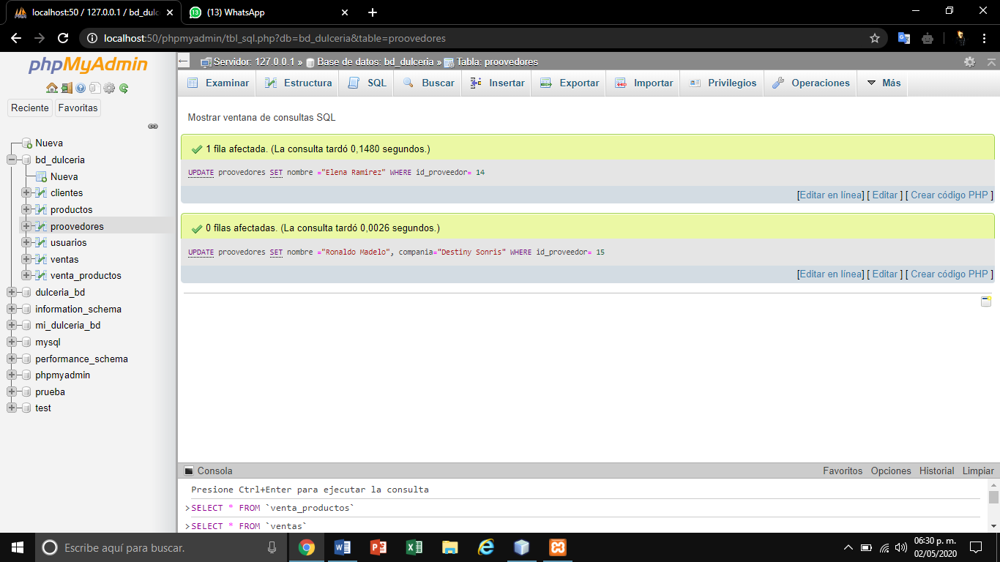 localhost:50 / 127.0.0.1 / bd_dulc
(13) WhatsApp
localhost:50/phpmyadmin/tbl_sql.php?db=bd_dulceria&table=proovedores
phpMyAdmin
Reciente
Favoritas
Nueva
bd_dulceria
Nueva
clientes
productos
proovedores
usuarios
ventas
venta_productos
dulceria_bd
information_schema
mi_dulceria_bd
mysql
performance_schema
phpmyadmin
prueba
test
Servidor: 127.0.0.1 » Base de datos: bd_dulceria » Tabla: proovedores
Examinar Estructura SQL Buscar Insertar Exportar Importar Privilegios Operaciones Más
Mostrar ventana de consultas SQL
1 fila afectada. (La consulta tardó 0,1480 segundos.)
UPDATE proovedores SET nombre ="Elena Ramirez" WHERE id_proveedor= 14
[Editar en línea] [ Editar ] [ Crear código PHP ]
0 filas afectadas. (La consulta tardó 0,0026 segundos.)
UPDATE proovedores SET nombre ="Ronaldo Madelo", compania="Destiny Sonris" WHERE id_proveedor= 15
[Editar en línea] [ Editar ] [ Crear código PHP ]
Consola
Favoritos Opciones Historial Limpiar
Presione Ctrl+Enter para ejecutar la consulta
>SELECT * FROM `venta_productos`
>SELECT * FROM `ventas`
Escribe aquí para buscar.
06:30 p. m.
02/05/2020